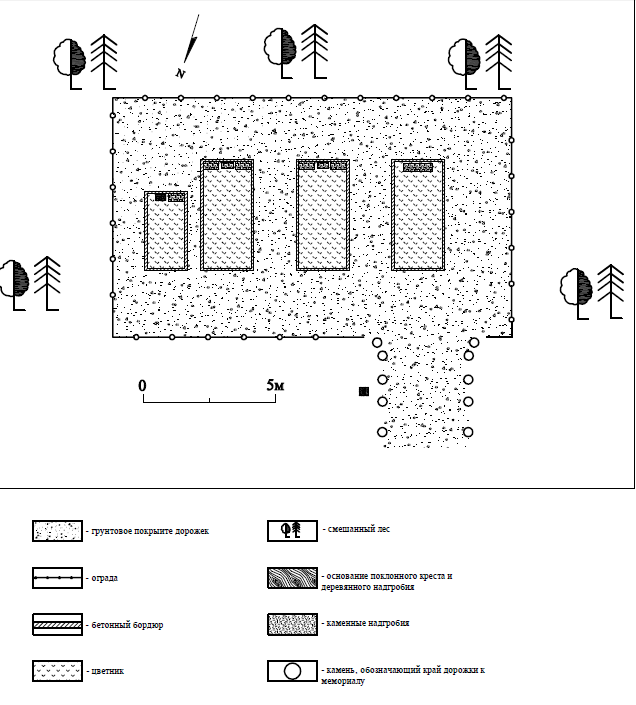 N
0 5м
- грунтовое покрыите дорожек
- ограда
- бетонный бордюр
- цветник
- смешанный лес
- основание поклонного креста и
деревянного надгробия
- каменные надгробия
- камень, обозначающий край дорожки к
мемориалу